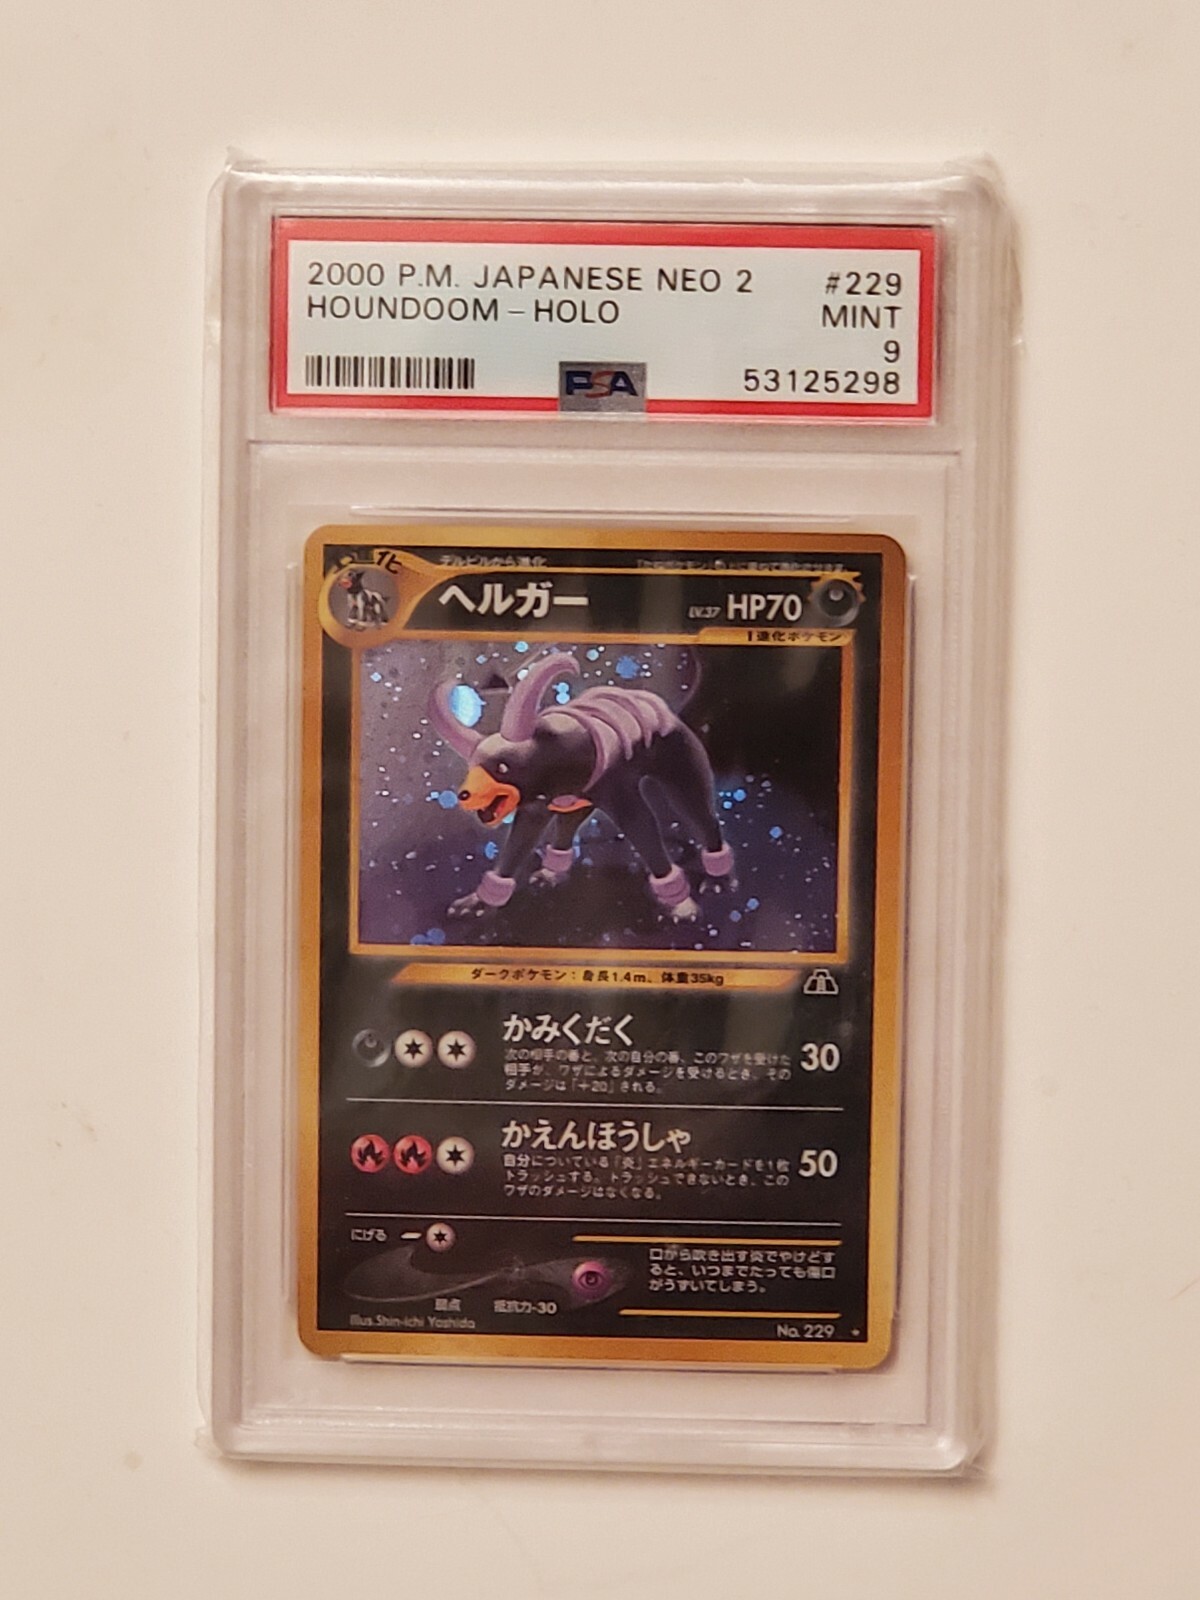 2000 P.M. JAPANESE NEO 2 #229
HOUNDOOM - HOLO MINT
9
PSA 53125298
デルビルから進化
ヘルガー LV.37 HP70
1進化ポケモン
ダークポケモン：身長1.4m、体重35kg
かみくだく
次の相手の番と、次の自分の番、このワザを受けた
相手が、ワザによるダメージを受けるとき、その
ダメージは「＋20」される。
30
かえんほうしゃ
自分についている「炎」エネルギーカードを1枚
トラッシュする。トラッシュできないとき、この
ワザのダメージはなくなる。
50
にげる
口から吹き出す炎でやけどす
ると、いつまでたっても傷口
がうずいてしまう。
弱点 抵抗力-30
Illus.Shin-ichi Yoshida
No.229